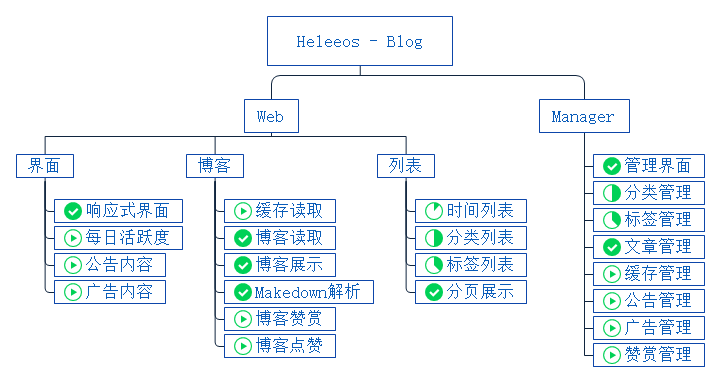 Heleeos - Blog
Web
Manager
界面
博客
列表
响应式界面
每日活跃度
公告内容
广告内容
缓存读取
博客读取
博客展示
Makedown解析
博客赞赏
博客点赞
时间列表
分类列表
标签列表
分页展示
管理界面
分类管理
标签管理
文章管理
缓存管理
公告管理
广告管理
赞赏管理